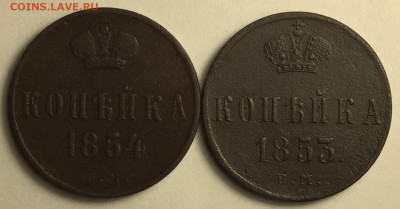 COINS.LAVE.RU
КОПѢЙКА
1854
Е.М.
КОПѢЙКА
1855.
Е.М.